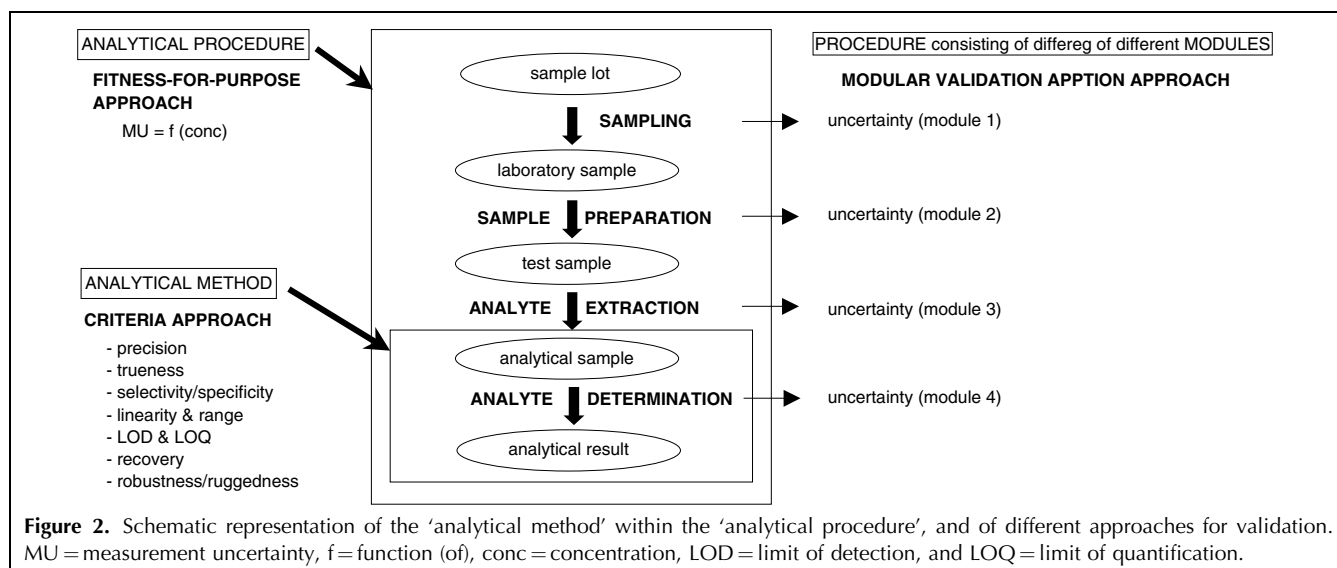 ANALYTICAL PROCEDURE
FITNESS-FOR-PURPOSE
APPROACH
MU = f (conc)
ANALYTICAL METHOD
CRITERIA APPROACH
- precision
- trueness
- selectivity/specificity
- linearity & range
- LOD & LOQ
- recovery
- robustness/ruggedness
sample lot
SAMPLING
laboratory sample
SAMPLE PREPARATION
test sample
ANALYTE EXTRACTION
analytical sample
ANALYTE DETERMINATION
analytical result
PROCEDURE consisting of differeg of different MODULES
MODULAR VALIDATION APPTION APPROACH
uncertainty (module 1)
uncertainty (module 2)
uncertainty (module 3)
uncertainty (module 4)
Figure 2. Schematic representation of the 'analytical method' within the 'analytical procedure', and of different approaches for validation.
MU = measurement uncertainty, f = function (of), conc = concentration, LOD = limit of detection, and LOQ = limit of quantification.